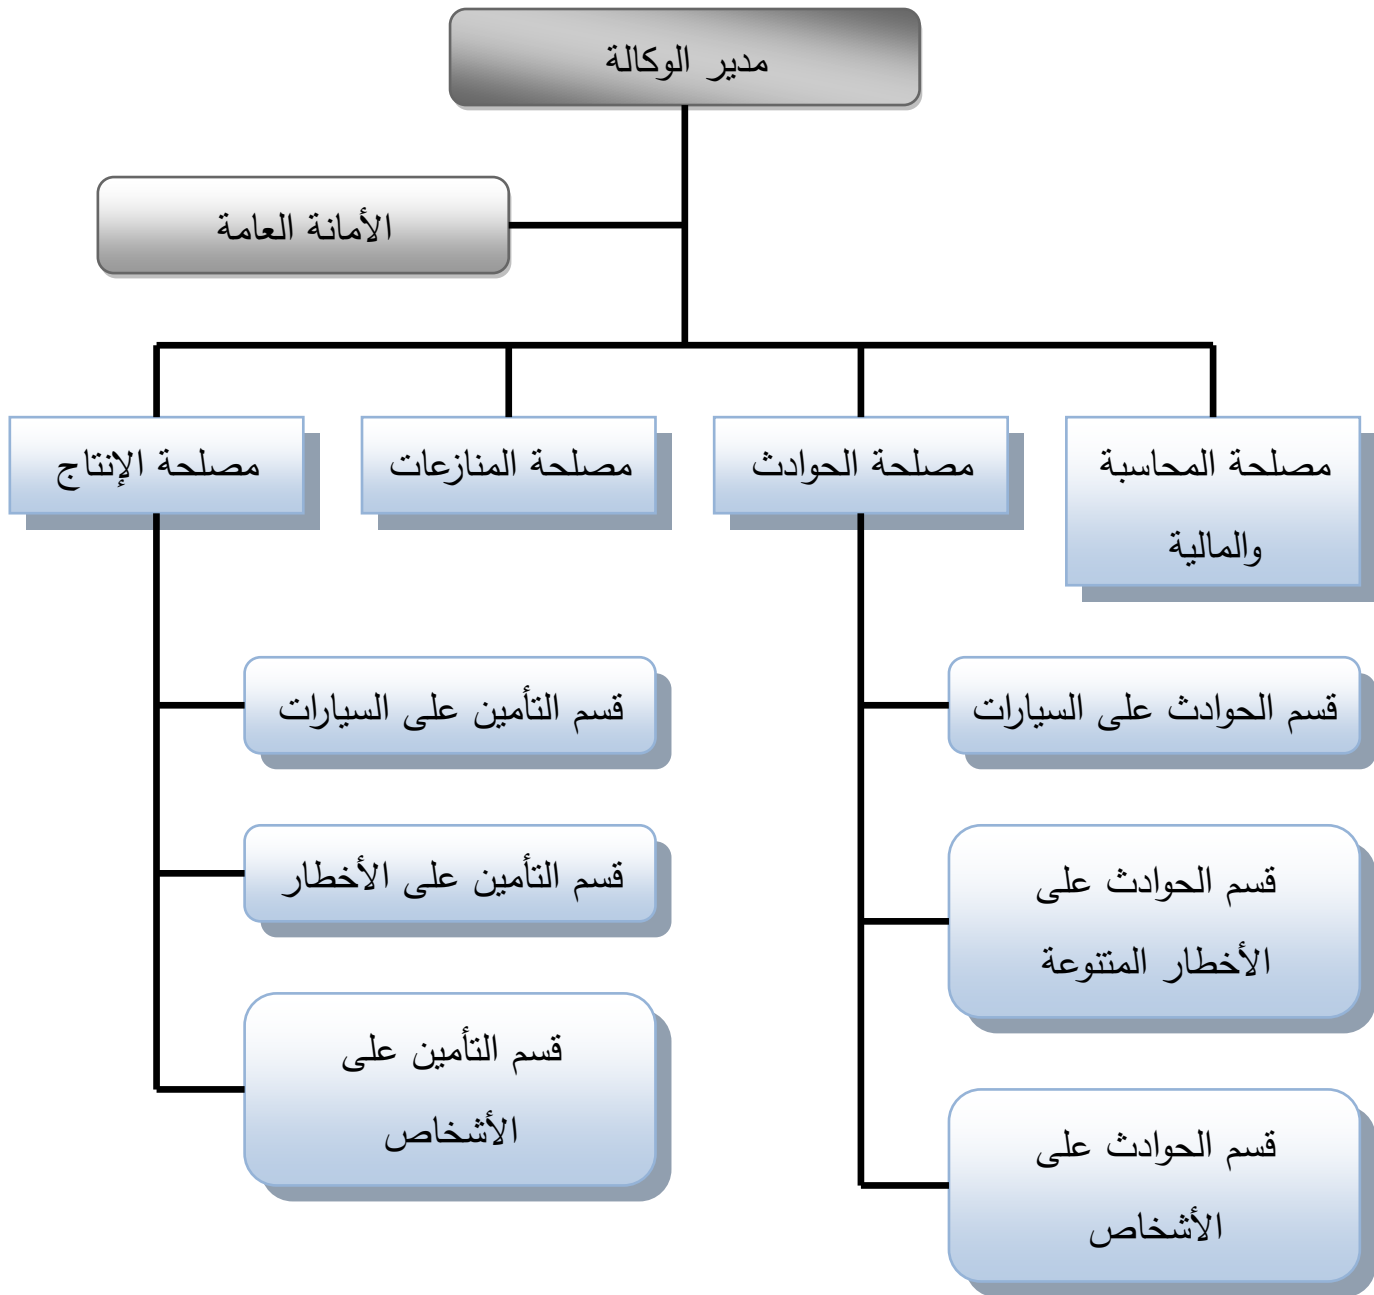 مدير الوكالة
الأمانة العامة
مصلحة المحاسبة
والمالية
مصلحة الحوادث
مصلحة المنازعات
مصلحة الإنتاج
قسم الحوادث على السيارات
قسم الحوادث على
الأخطار المتنوعة
قسم الحوادث على
الأشخاص
قسم التأمين على السيارات
قسم التأمين على الأخطار
قسم التأمين على
الأشخاص